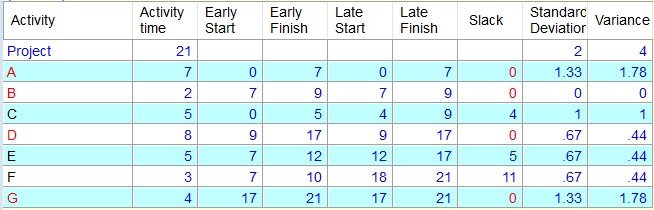 Activity Activity time Early Start Early Finish Late Start Late Finish Slack Standard Deviation Variance
Project 21 2 4
A 7 0 7 0 7 0 1.33 1.78
B 2 7 9 7 9 0 0 0
C 5 0 5 4 9 4 1 1
D 8 9 17 9 17 0 .67 .44
E 5 7 12 12 17 5 .67 .44
F 3 7 10 18 21 11 .67 .44
G 4 17 21 17 21 0 1.33 1.78